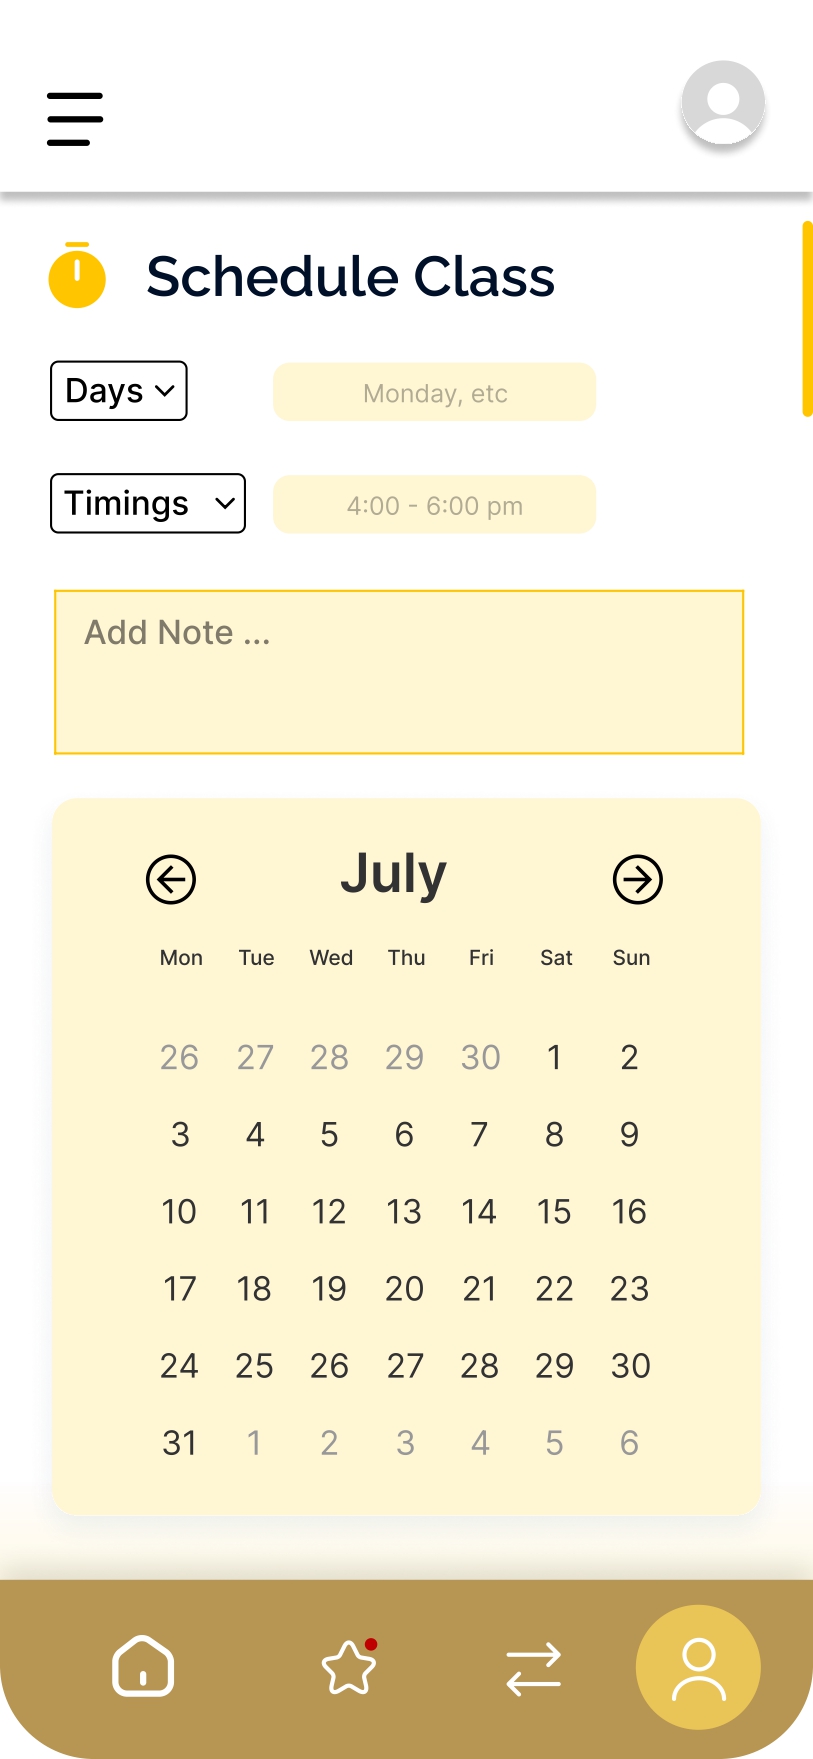 Schedule Class
Days
Monday, etc
Timings
4:00 - 6:00 pm
Add Note ...
July
Mon Tue Wed Thu Fri Sat Sun
26 27 28 29 30 1 2
3 4 5 6 7 8 9
10 11 12 13 14 15 16
17 18 19 20 21 22 23
24 25 26 27 28 29 30
31 1 2 3 4 5 6